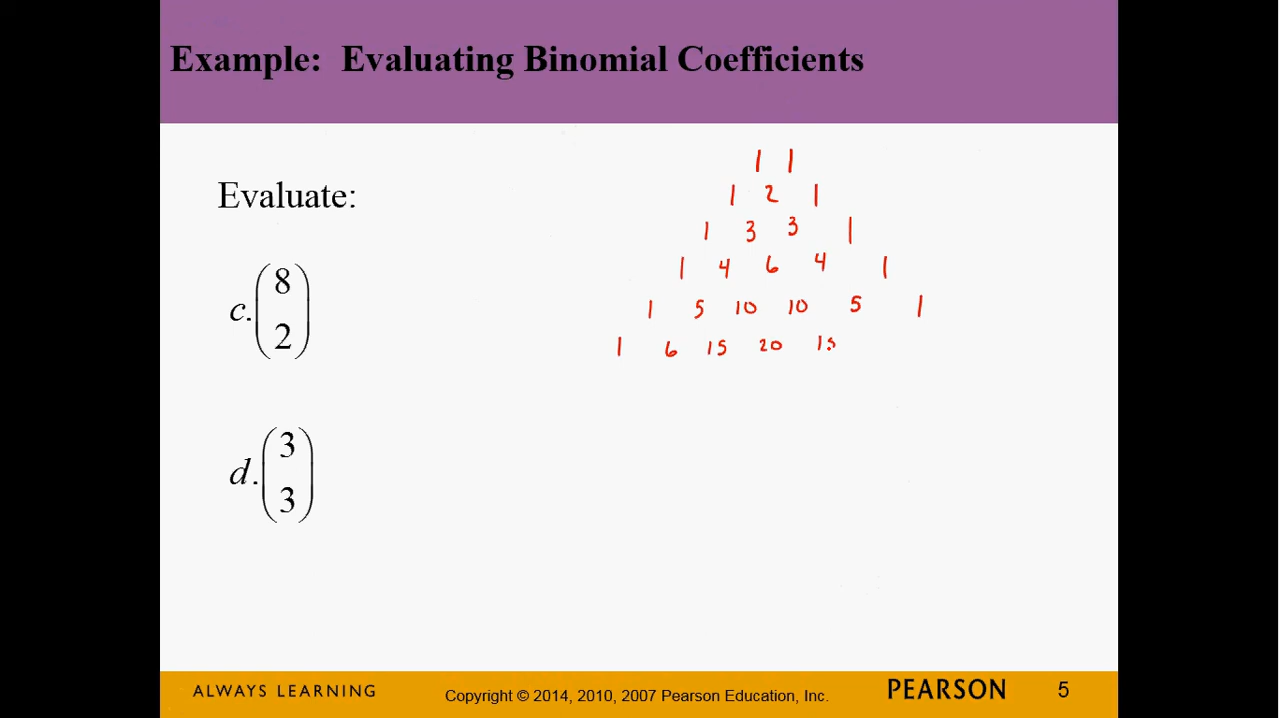 Example: Evaluating Binomial Coefficients
Evaluate:
c. (8 2)
d. (3 3)
1 1
1 2 1
1 3 3 1
1 4 6 4 1
1 5 10 10 5 1
1 6 15 20 15
ALWAYS LEARNING
Copyright © 2014, 2010, 2007 Pearson Education, Inc.
PEARSON
5